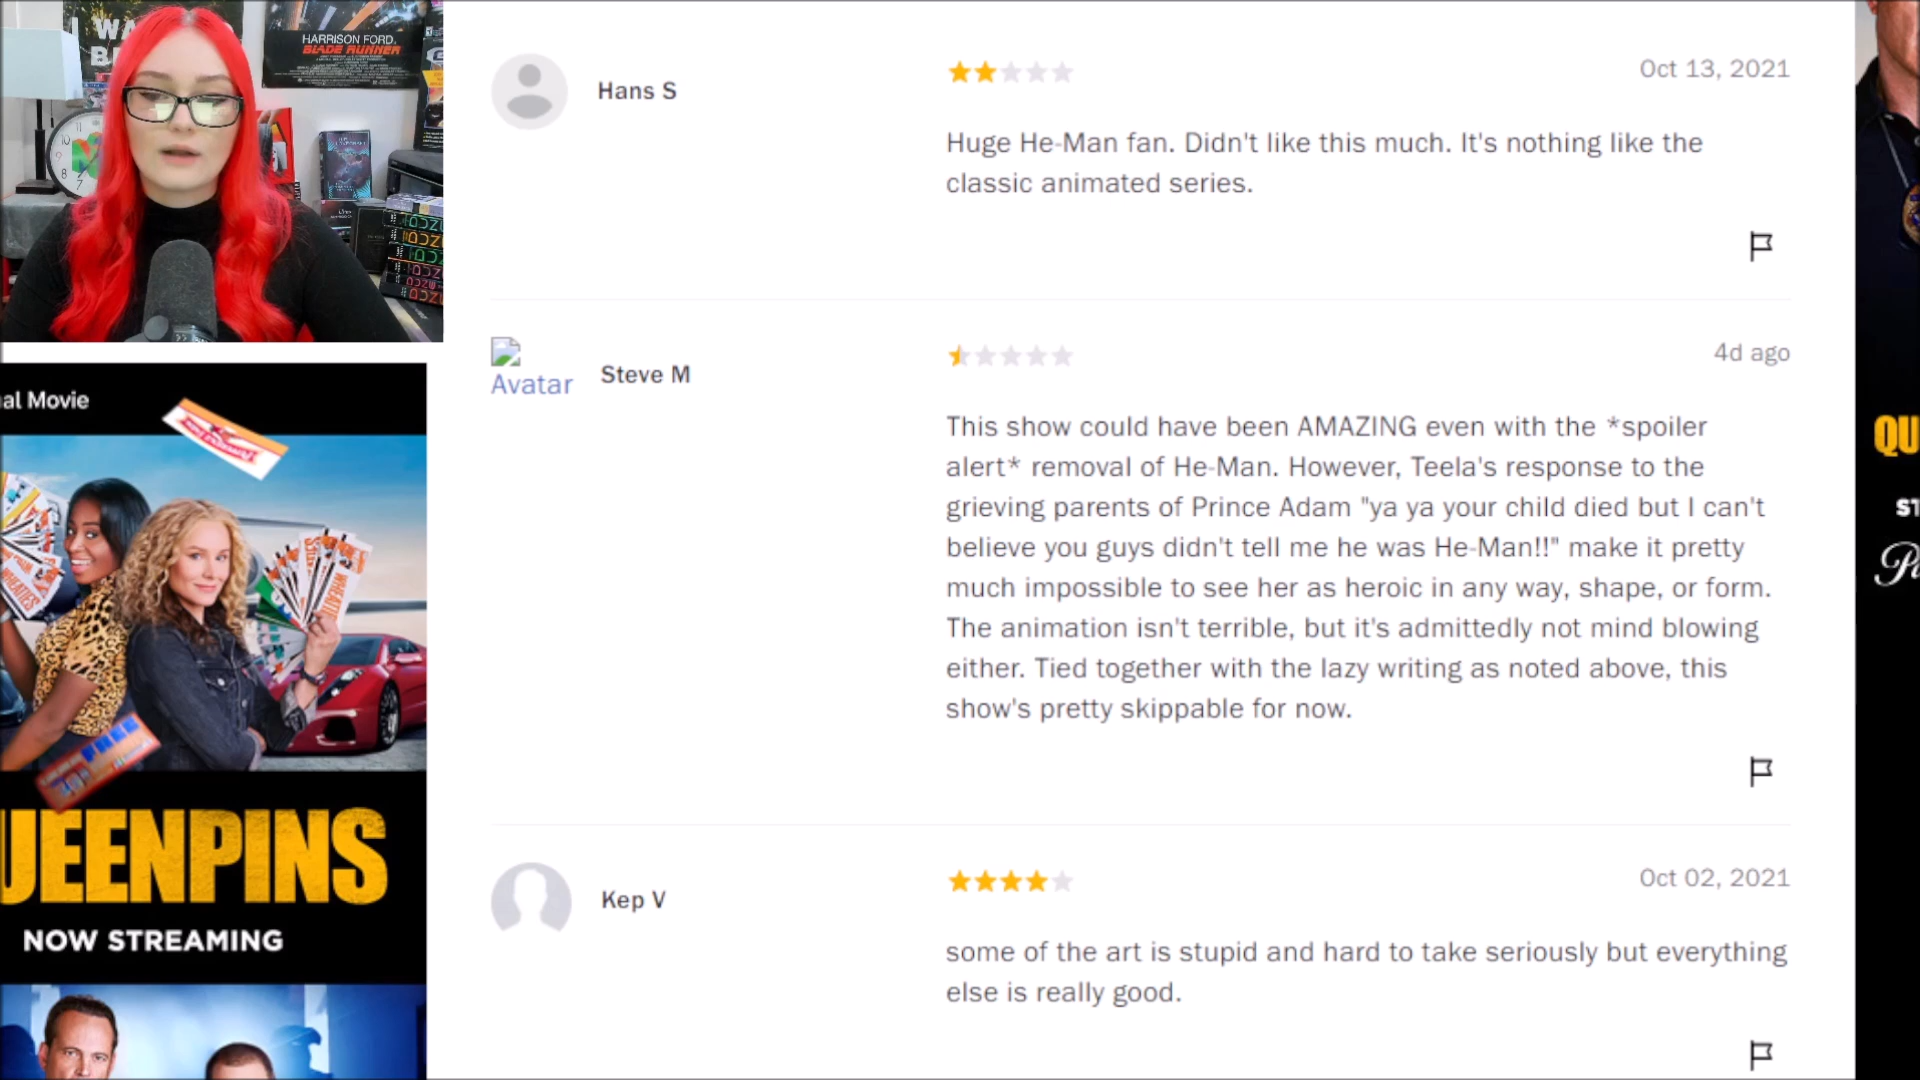 HARRISON FORD
BLADE RUNNER
Hans S
Oct 13, 2021
Huge He-Man fan. Didn't like this much. It's nothing like the
classic animated series.
Avatar
Steve M
4d ago
This show could have been AMAZING even with the *spoiler
alert* removal of He-Man. However, Teela's response to the
grieving parents of Prince Adam "ya ya your child died but I can't
believe you guys didn't tell me he was He-Man!!" make it pretty
much impossible to see her as heroic in any way, shape, or form.
The animation isn't terrible, but it's admittedly not mind blowing
either. Tied together with the lazy writing as noted above, this
show's pretty skippable for now.
Kep V
Oct 02, 2021
some of the art is stupid and hard to take seriously but everything
else is really good.
al Movie
WHEATIES
FREE
UEENPINS
NOW STREAMING
QU
ST